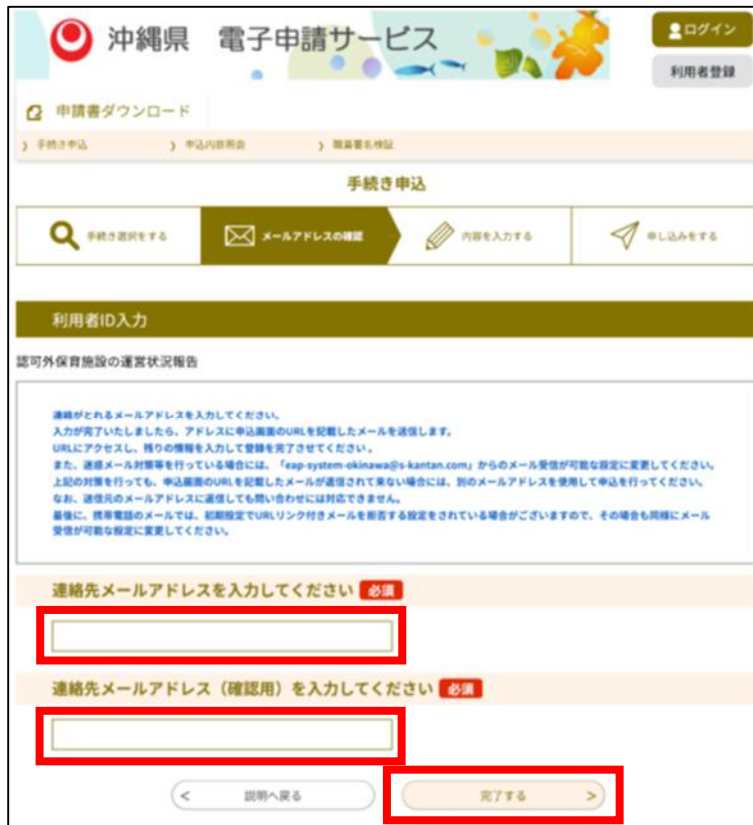 沖縄県 電子申請サービス
ログイン
利用者登録
申請書ダウンロード
手続き申込
申込内容照会
職責署名検証
手続き申込
手続き選択をする
メールアドレスの確認
内容を入力する
申し込みをする
利用者ID入力
認可外保育施設の運営状況報告
連絡がとれるメールアドレスを入力してください。
入力が完了いたしましたら、アドレスに申込画面のURLを記載したメールを送信します。
URLにアクセスし、残りの情報を入力して登録を完了させてください。
また、迷惑メール対策等を行っている場合には、「eap-system-okinawa@s-kantan.com」からのメール受信が可能な設定に変更してください。
上記の対策を行っても、申込画面のURLを記載したメールが返信されて来ない場合には、別のメールアドレスを使用して申込を行ってください。
なお、送信元のメールアドレスに返信しても問い合わせには対応できません。
最後に、携帯電話のメールでは、初期設定でURLリンク付きメールを拒否する設定をされている場合がございますので、その場合も同様にメール
受信が可能な設定に変更してください。
連絡先メールアドレスを入力してください 必須
連絡先メールアドレス（確認用）を入力してください 必須
< 説明へ戻る
完了する >